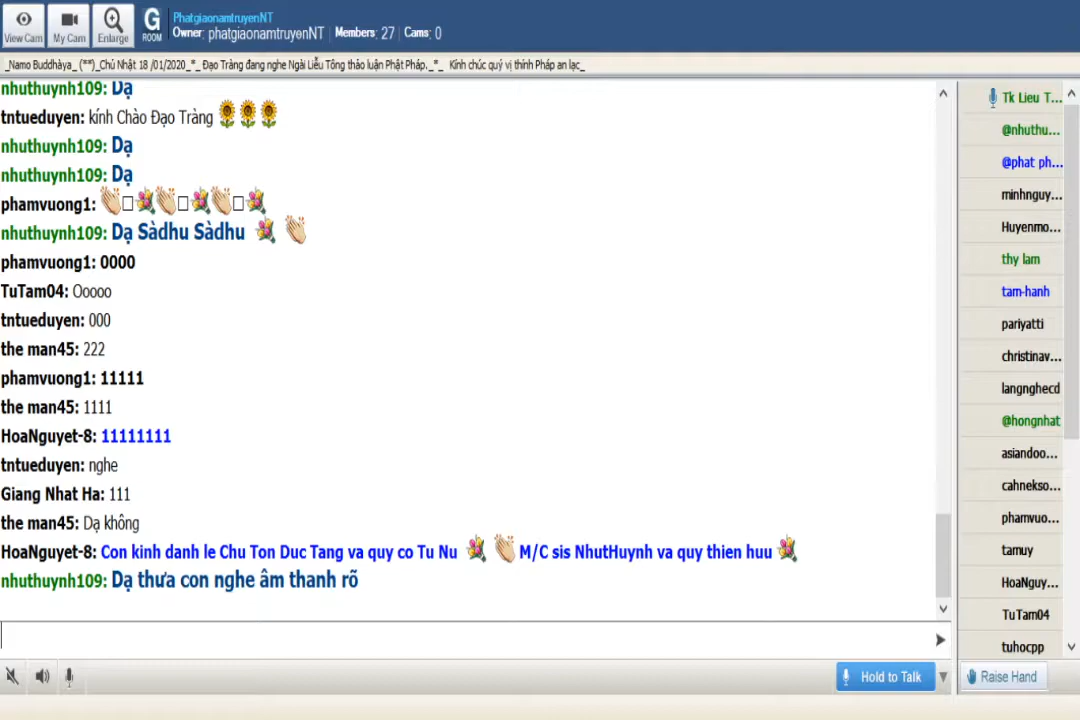 View Cam
My Cam
Enlarge
G
ROOM
PhatgiaonamtruyenNT
Owner: phatgiaonamtruyenNT | Members: 27 | Cams: 0
_Namo Buddhàya_ (**)_Chủ Nhật 18 /01/2020_*_ Đạo Tràng đang nghe Ngài Liễu Tông thảo luận Phật Pháp._*_ Kính chúc quý vị thính Pháp an lạc_
nhuthuynh109: Dạ
tntueduyen: kính Chào Đạo Tràng
nhuthuynh109: Dạ
nhuthuynh109: Dạ
phamvuong1:
nhuthuynh109: Dạ Sàdhu Sàdhu
phamvuong1: 0000
TuTam04: Ooooo
tntueduyen: 000
the man45: 222
phamvuong1: 11111
the man45: 1111
HoaNguyet-8: 11111111
tntueduyen: nghe
Giang Nhat Ha: 111
the man45: Dạ không
HoaNguyet-8: Con kinh danh le Chu Ton Duc Tang va quy co Tu Nu M/C sis NhutHuynh va quy thien huu
nhuthuynh109: Dạ thưa con nghe âm thanh rõ
Tk Lieu T...
@nhuthu...
@phat ph...
minhnguy...
Huyenmo...
thy lam
tam-hanh
pariyatti
christinav...
langnghecd
@hongnhat
asiandoo...
cahnekso...
phamvuo...
tamuy
HoaNguy...
TuTam04
tuhocpp
Hold to Talk
Raise Hand